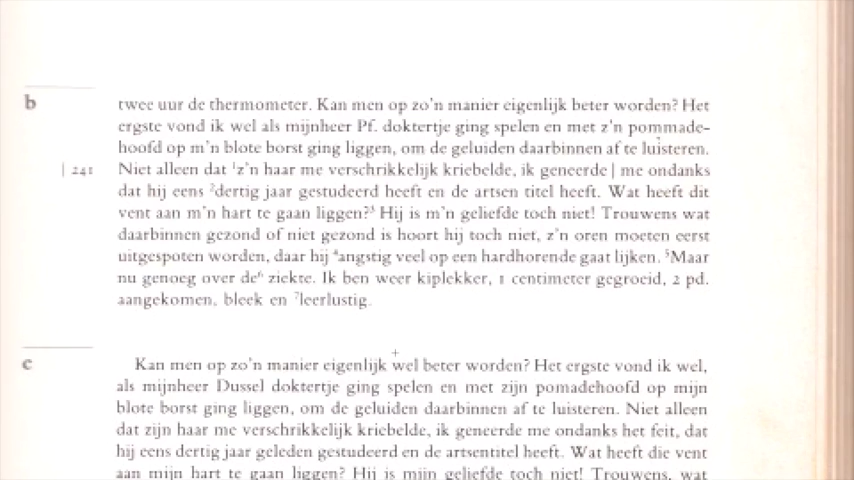 b
twee uur de thermometer. Kan men op zo'n manier eigenlijk beter worden? Het
ergste vond ik wel als mijnheer Pf. doktertje ging spelen en met z'n pommade-
hoofd op m'n blote borst ging liggen, om de geluiden daarbinnen af te luisteren.
| 241
Niet alleen dat ¹z'n haar me verschrikkelijk kriebelde, ik geneerde | me ondanks
dat hij eens ²dertig jaar gestudeerd heeft en de artsen titel heeft. Wat heeft dit
vent aan m'n hart te gaan liggen?³ Hij is m'n geliefde toch niet! Trouwens wat
daarbinnen gezond of niet gezond is hoort hij toch niet, z'n oren moeten eerst
uitgespoten worden, daar hij ⁴angstig veel op een hardhorende gaat lijken. ⁵Maar
nu genoeg over de⁶ ziekte. Ik ben weer kiplekker, 1 centimeter gegroeid, 2 pd.
aangekomen, bleek en ⁷leerlustig.
c
Kan men op zo'n manier eigenlijk wel beter worden? Het ergste vond ik wel,
als mijnheer Dussel doktertje ging spelen en met zijn pomadehoofd op mijn
blote borst ging liggen, om de geluiden daarbinnen af te luisteren. Niet alleen
dat zijn haar me verschrikkelijk kriebelde, ik geneerde me ondanks het feit, dat
hij eens dertig jaar geleden gestudeerd en de artsentitel heeft. Wat heeft die vent
aan mijn hart te gaan liggen? Hij is mijn geliefde toch niet! Trouwens, wat